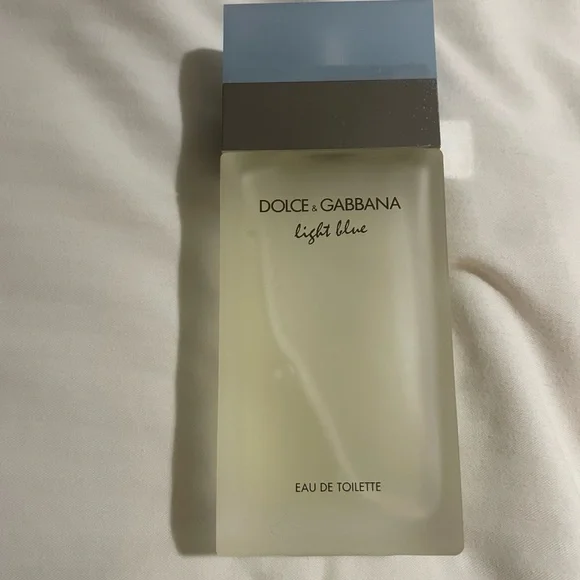 DOLCE & GABBANA
light blue
EAU DE TOILETTE